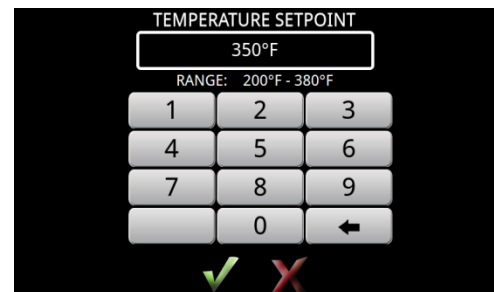 TEMPERATURE SETPOINT
350°F
RANGE: 200°F - 380°F
1 2 3
4 5 6
7 8 9
0